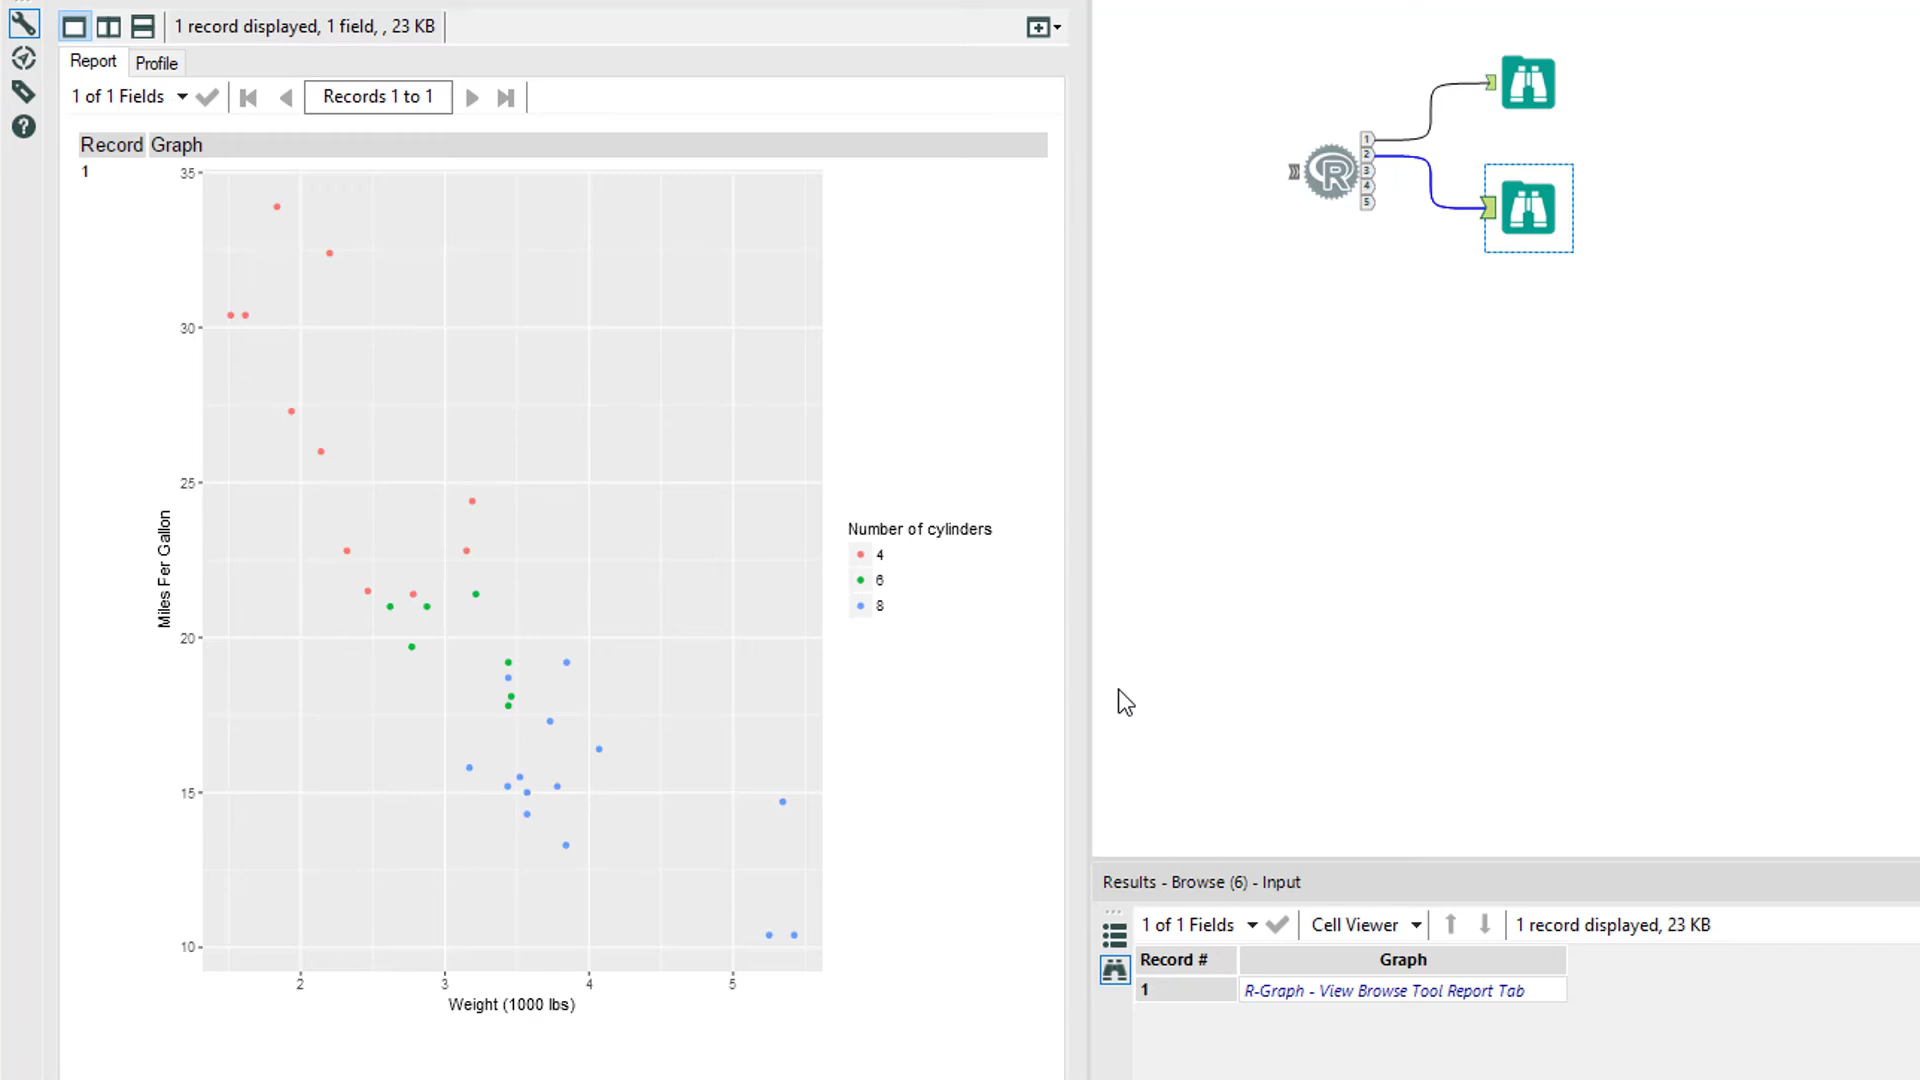 1 record displayed, 1 field, , 23 KB
Report
Profile
1 of 1 Fields
Records 1 to 1
Record
Graph
1
35
30
25
20
15
10
Miles Fer Gallon
2
3
4
5
Weight (1000 lbs)
Number of cylinders
4
6
8
R
1
2
3
4
5
Results - Browse (6) - Input
1 of 1 Fields
Cell Viewer
1 record displayed, 23 KB
Record #
Graph
1
R-Graph - View Browse Tool Report Tab